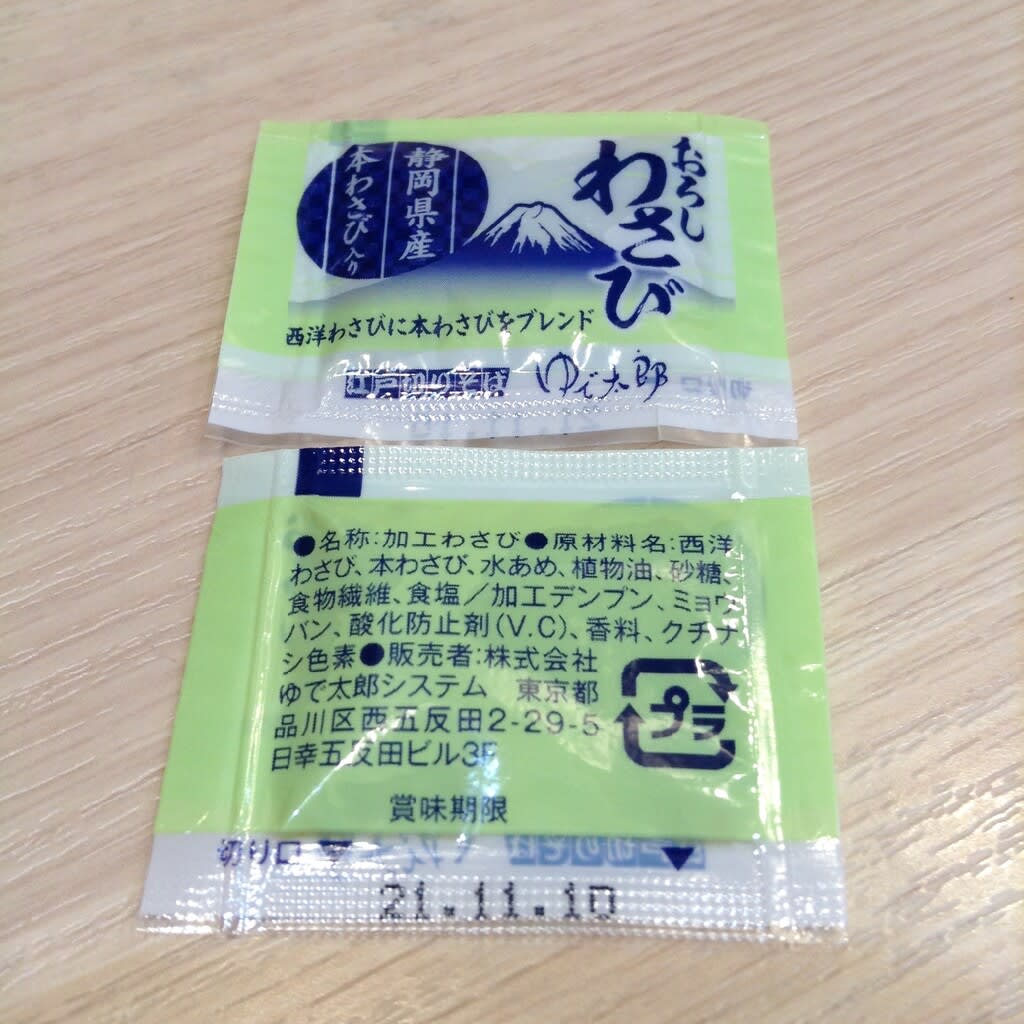 おろし
わさび
静岡県産
本わさび入り
西洋わさびに本わさびをブレンド
江戸切りそば ゆで太郎
●名称:加工わさび●原材料名:西洋
わさび、本わさび、水あめ、植物油、砂糖、
食物繊維、食塩／加工デンプン、ミョウ
バン、酸化防止剤(V.C)、香料、クチナ
シ色素●販売者:株式会社
ゆで太郎システム 東京都
品川区西五反田2-29-5
日幸五反田ビル3F
プラ
賞味期限
切り口
21.11.10